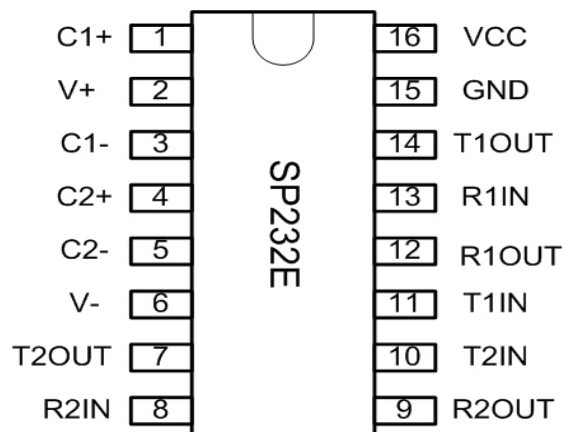 C1+ 1 16 VCC
V+ 2 15 GND
C1- 3 14 T1OUT
C2+ 4 13 R1IN
C2- 5 12 R1OUT
V- 6 11 T1IN
T2OUT 7 10 T2IN
R2IN 8 9 R2OUT
SP232E